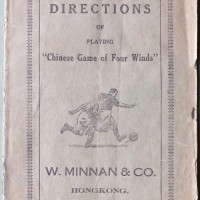 DIRECTIONS
OF
PLAYING
"Chinese Game of Four Winds"
W. MINNAN & CO.
HONGKONG.